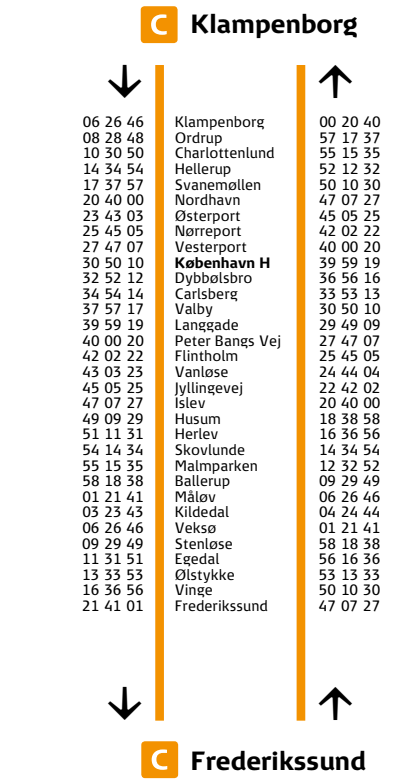 C Klampenborg
↓ ↑
06 26 46 Klampenborg 00 20 40
08 28 48 Ordrup 57 17 37
10 30 50 Charlottenlund 55 15 35
14 34 54 Hellerup 52 12 32
17 37 57 Svanemøllen 50 10 30
20 40 00 Nordhavn 47 07 27
23 43 03 Østerport 45 05 25
25 45 05 Nørreport 42 02 22
27 47 07 Vesterport 40 00 20
30 50 10 København H 39 59 19
32 52 12 Dybbølsbro 36 56 16
34 54 14 Carlsberg 33 53 13
37 57 17 Valby 30 50 10
39 59 19 Langgade 29 49 09
40 00 20 Peter Bangs Vej 27 47 07
42 02 22 Flintholm 25 45 05
43 03 23 Vanløse 24 44 04
45 05 25 Jyllingevej 22 42 02
47 07 27 Islev 20 40 00
49 09 29 Husum 18 38 58
51 11 31 Herlev 16 36 56
54 14 34 Skovlunde 14 34 54
55 15 35 Malmparken 12 32 52
58 18 38 Ballerup 09 29 49
01 21 41 Måløv 06 26 46
03 23 43 Kildedal 04 24 44
06 26 46 Veksø 01 21 41
09 29 49 Stenløse 58 18 38
11 31 51 Egedal 56 16 36
13 33 53 Ølstykke 53 13 33
16 36 56 Vinge 50 10 30
21 41 01 Frederikssund 47 07 27
↓ ↑
C Frederikssund